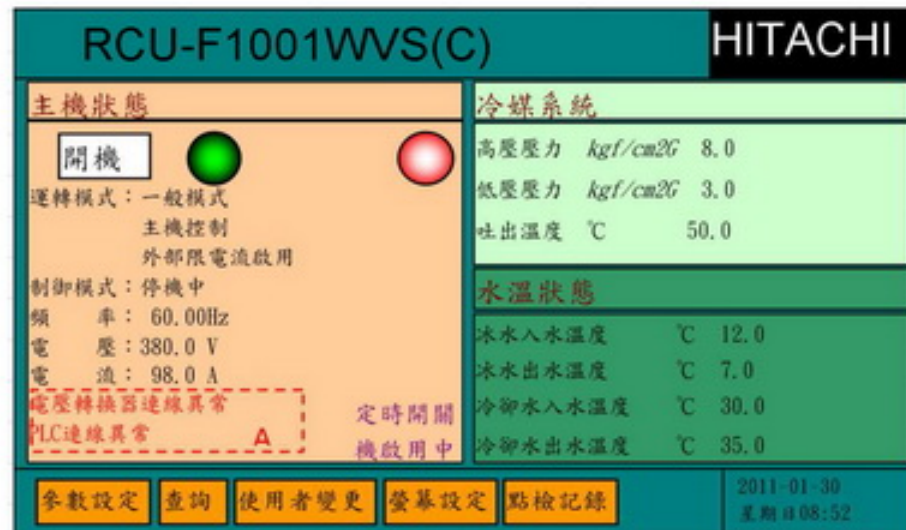 RCU-F1001WVS(C)
HITACHI
主機狀態
開機
運轉模式：一般模式
主機控制
外部限電流啟用
制御模式：停機中
頻 率： 60.00Hz
電 壓：380.0 V
電 流： 98.0 A
電壓轉換器連線異常
PLC連線異常
A
定時開關
機啟用中
冷媒系統
高壓壓力 kgf/cm2G 8.0
低壓壓力 kgf/cm2G 3.0
吐出溫度 ℃ 50.0
水溫狀態
冰水入水溫度 ℃ 12.0
冰水出水溫度 ℃ 7.0
冷卻水入水溫度 ℃ 30.0
冷卻水出水溫度 ℃ 35.0
參數設定 查詢 使用者變更 螢幕設定 點檢記錄
2011-01-30
星期日08:52